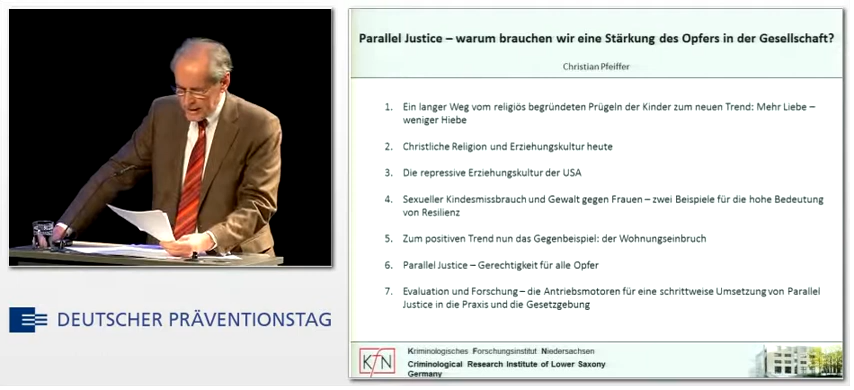 Parallel Justice – warum brauchen wir eine Stärkung des Opfers in der Gesellschaft?
Christian Pfeiffer
1. Ein langer Weg vom religiös begründeten Prügeln der Kinder zum neuen Trend: Mehr Liebe –
weniger Hiebe
2. Christliche Religion und Erziehungskultur heute
3. Die repressive Erziehungskultur der USA
4. Sexueller Kindesmissbrauch und Gewalt gegen Frauen – zwei Beispiele für die hohe Bedeutung
von Resilienz
5. Zum positiven Trend nun das Gegenbeispiel: der Wohnungseinbruch
6. Parallel Justice – Gerechtigkeit für alle Opfer
7. Evaluation und Forschung – die Antriebsmotoren für eine schrittweise Umsetzung von Parallel
Justice in die Praxis und die Gesetzgebung
DEUTSCHER PRÄVENTIONSTAG
KFN
Kriminologisches Forschungsinstitut Niedersachsen
Criminological Research Institute of Lower Saxony
Germany